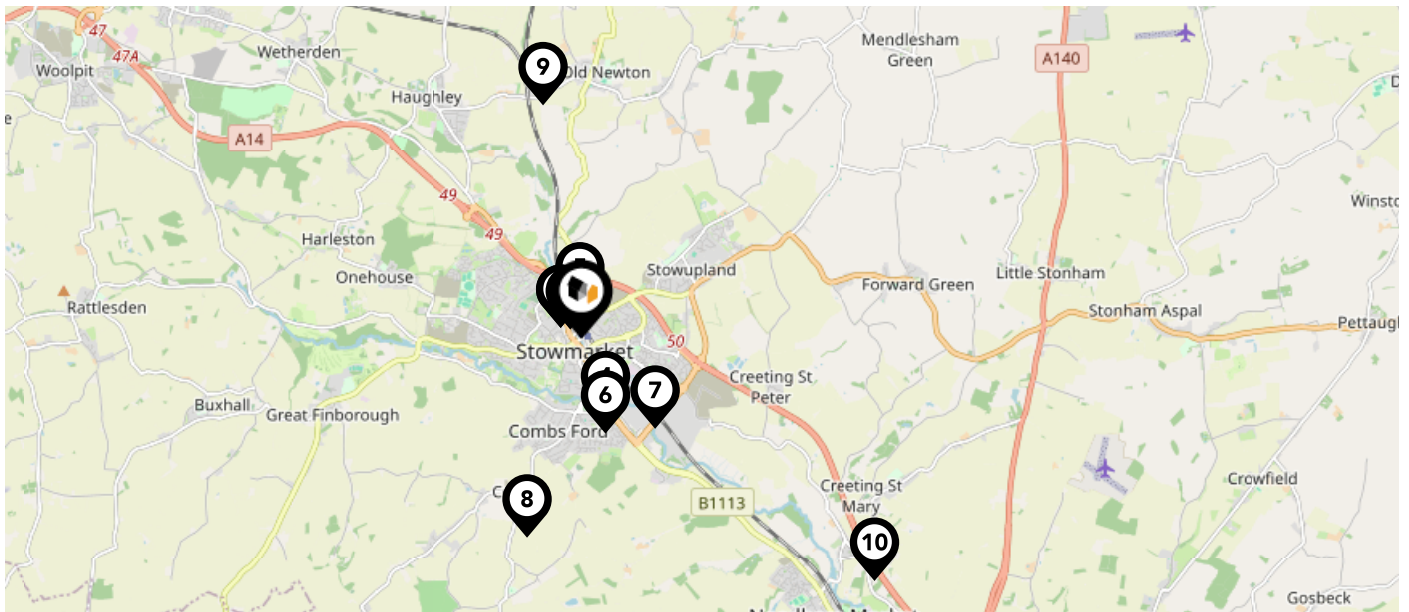 47
Wetherden
47A
Woolpit
Mendlesham
Green
A140
9
Old Newton
Haughley
A14
49
49
Harleston
Onehouse
Stowupland
Forward Green
Little Stonham
Rattlesden
Stonham Aspal
Stowmarket
50
6
7
Creeting St
Peter
Buxhall
Great Finborough
Combs Ford
8
B1113
Creeting St
Mary
Crowfield
10
Gosbeck